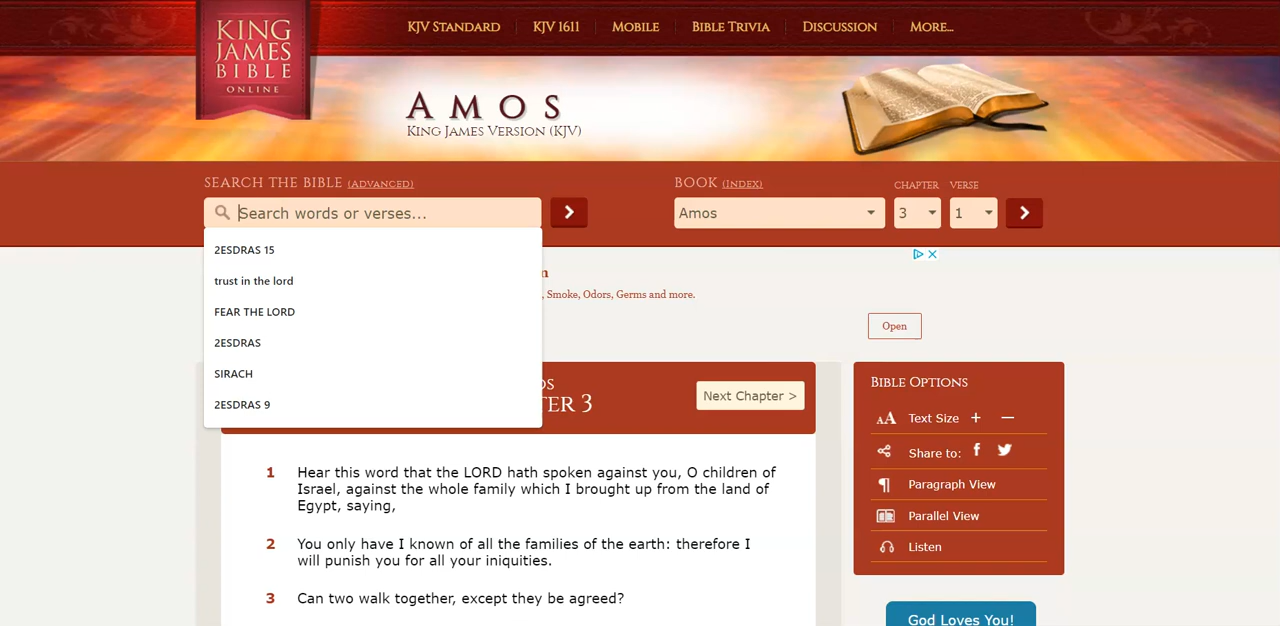 KING
JAMES
BIBLE
ONLINE
KJV STANDARD
KJV 1611
MOBILE
BIBLE TRIVIA
DISCUSSION
MORE...
AMOS
KING JAMES VERSION (KJV)
SEARCH THE BIBLE (ADVANCED)
BOOK (INDEX)
CHAPTER
VERSE
Search words or verses...
Amos
3
1
2ESDRAS 15
trust in the lord
FEAR THE LORD
2ESDRAS
SIRACH
2ESDRAS 9
, Smoke, Odors, Germs and more.
Open
TER 3
Next Chapter >
BIBLE OPTIONS
AA Text Size + —
Share to:
Paragraph View
Parallel View
Listen
1 Hear this word that the LORD hath spoken against you, O children of
Israel, against the whole family which I brought up from the land of
Egypt, saying,
2 You only have I known of all the families of the earth: therefore I
will punish you for all your iniquities.
3 Can two walk together, except they be agreed?
God Loves You!